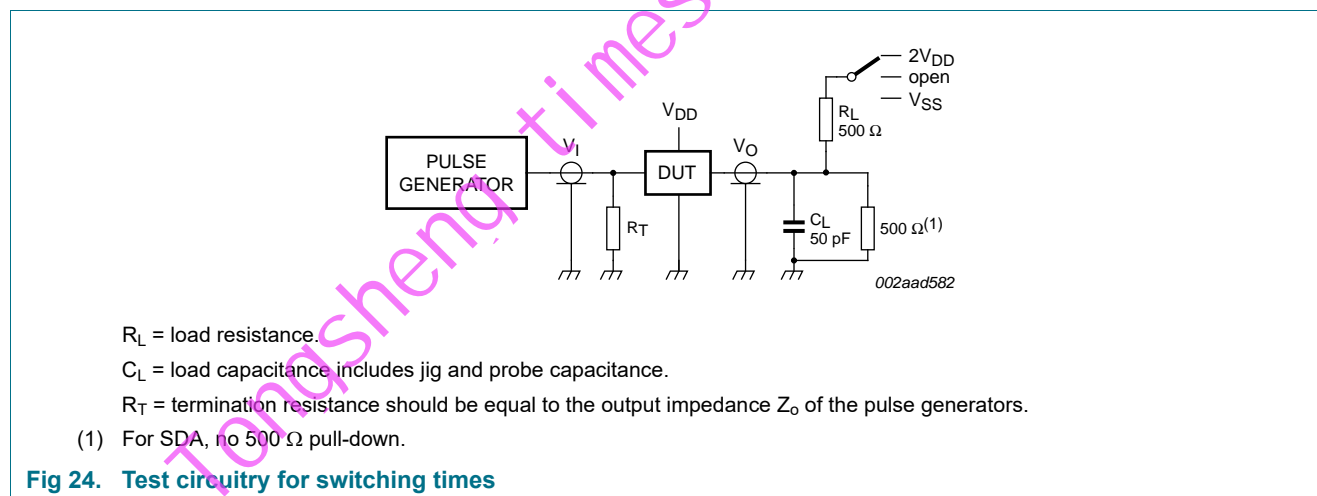 2VDD
open
VSS
RL
500 Ω
VDD
VI
VO
PULSE
GENERATOR
DUT
RT
CL
50 pF
500 Ω(1)
002aad582
RL = load resistance.
CL = load capacitance includes jig and probe capacitance.
RT = termination resistance should be equal to the output impedance Zo of the pulse generators.
(1) For SDA, no 500 Ω pull-down.
Fig 24. Test circuitry for switching times
Tongsheng times